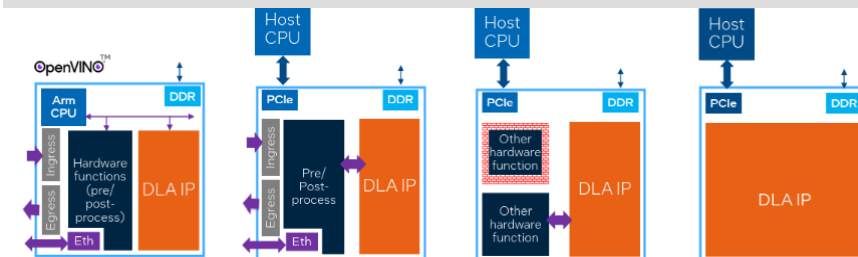 OpenVINO™
Arm
CPU
DDR
Ingress
Egress
Hardware
functions
(pre/
post-
process)
DLA IP
Eth
Host
CPU
PCIe
DDR
Ingress
Egress
Pre/
Post-
process
DLA IP
Eth
Host
CPU
PCIe
DDR
Other
hardware
function
Other
hardware
function
DLA IP
Host
CPU
PCIe
DDR
DLA IP